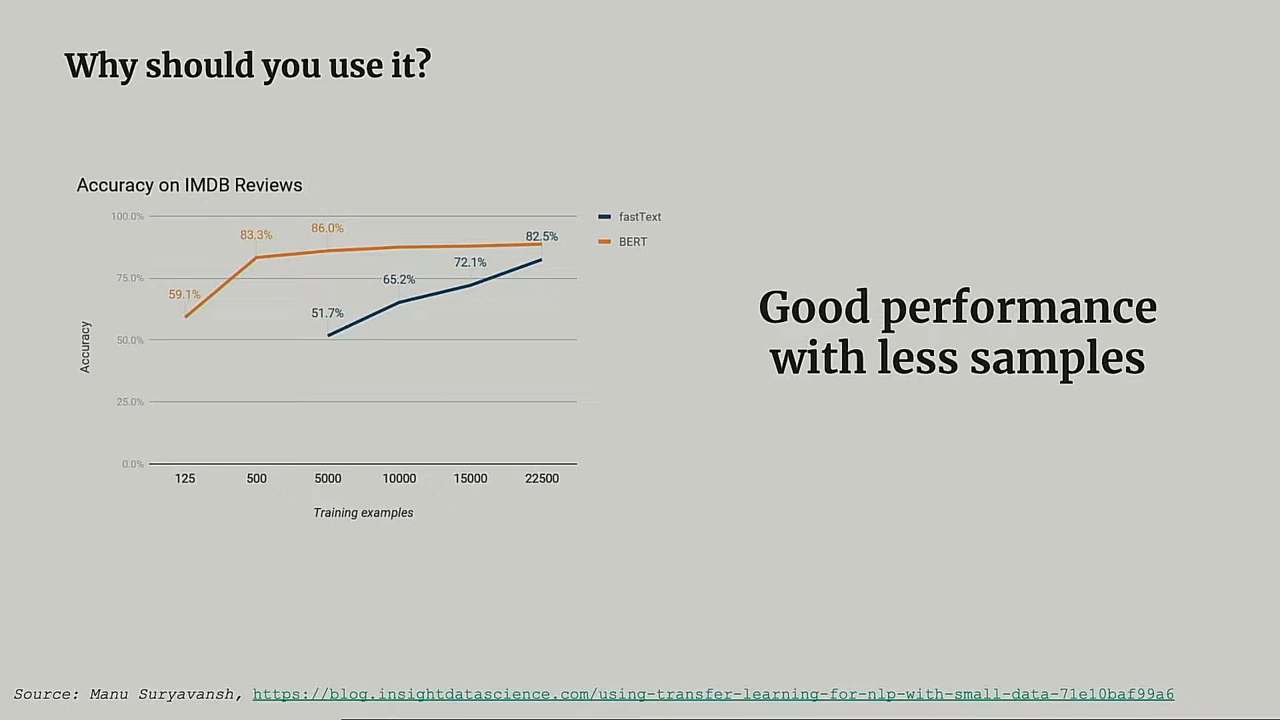 Why should you use it?
Accuracy on IMDB Reviews
100.0%
75.0%
50.0%
25.0%
0.0%
Accuracy
59.1%
83.3%
86.0%
82.5%
72.1%
65.2%
51.7%
125 500 5000 10000 15000 22500
Training examples
fastText
BERT
Good performance
with less samples
Source: Manu Suryavansh, https://blog.insightdatascience.com/using-transfer-learning-for-nlp-with-small-data-71e10baf99a6